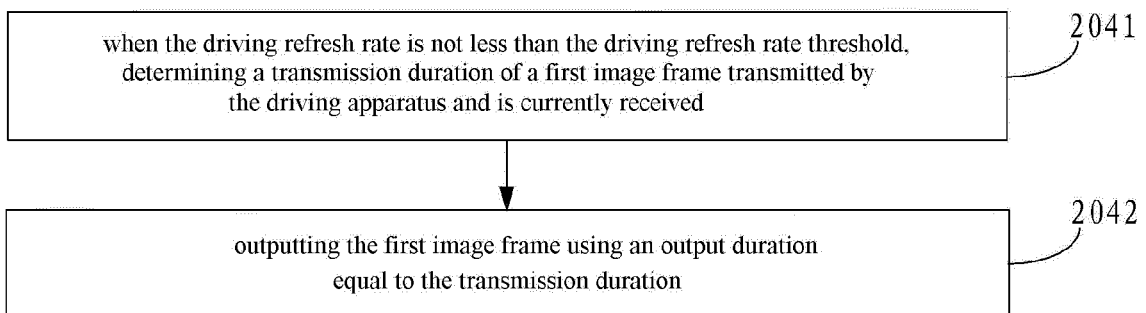 when the driving refresh rate is not less than the driving refresh rate threshold,
determining a transmission duration of a first image frame transmitted by
the driving apparatus and is currently received
2041
outputting the first image frame using an output duration
equal to the transmission duration
2042